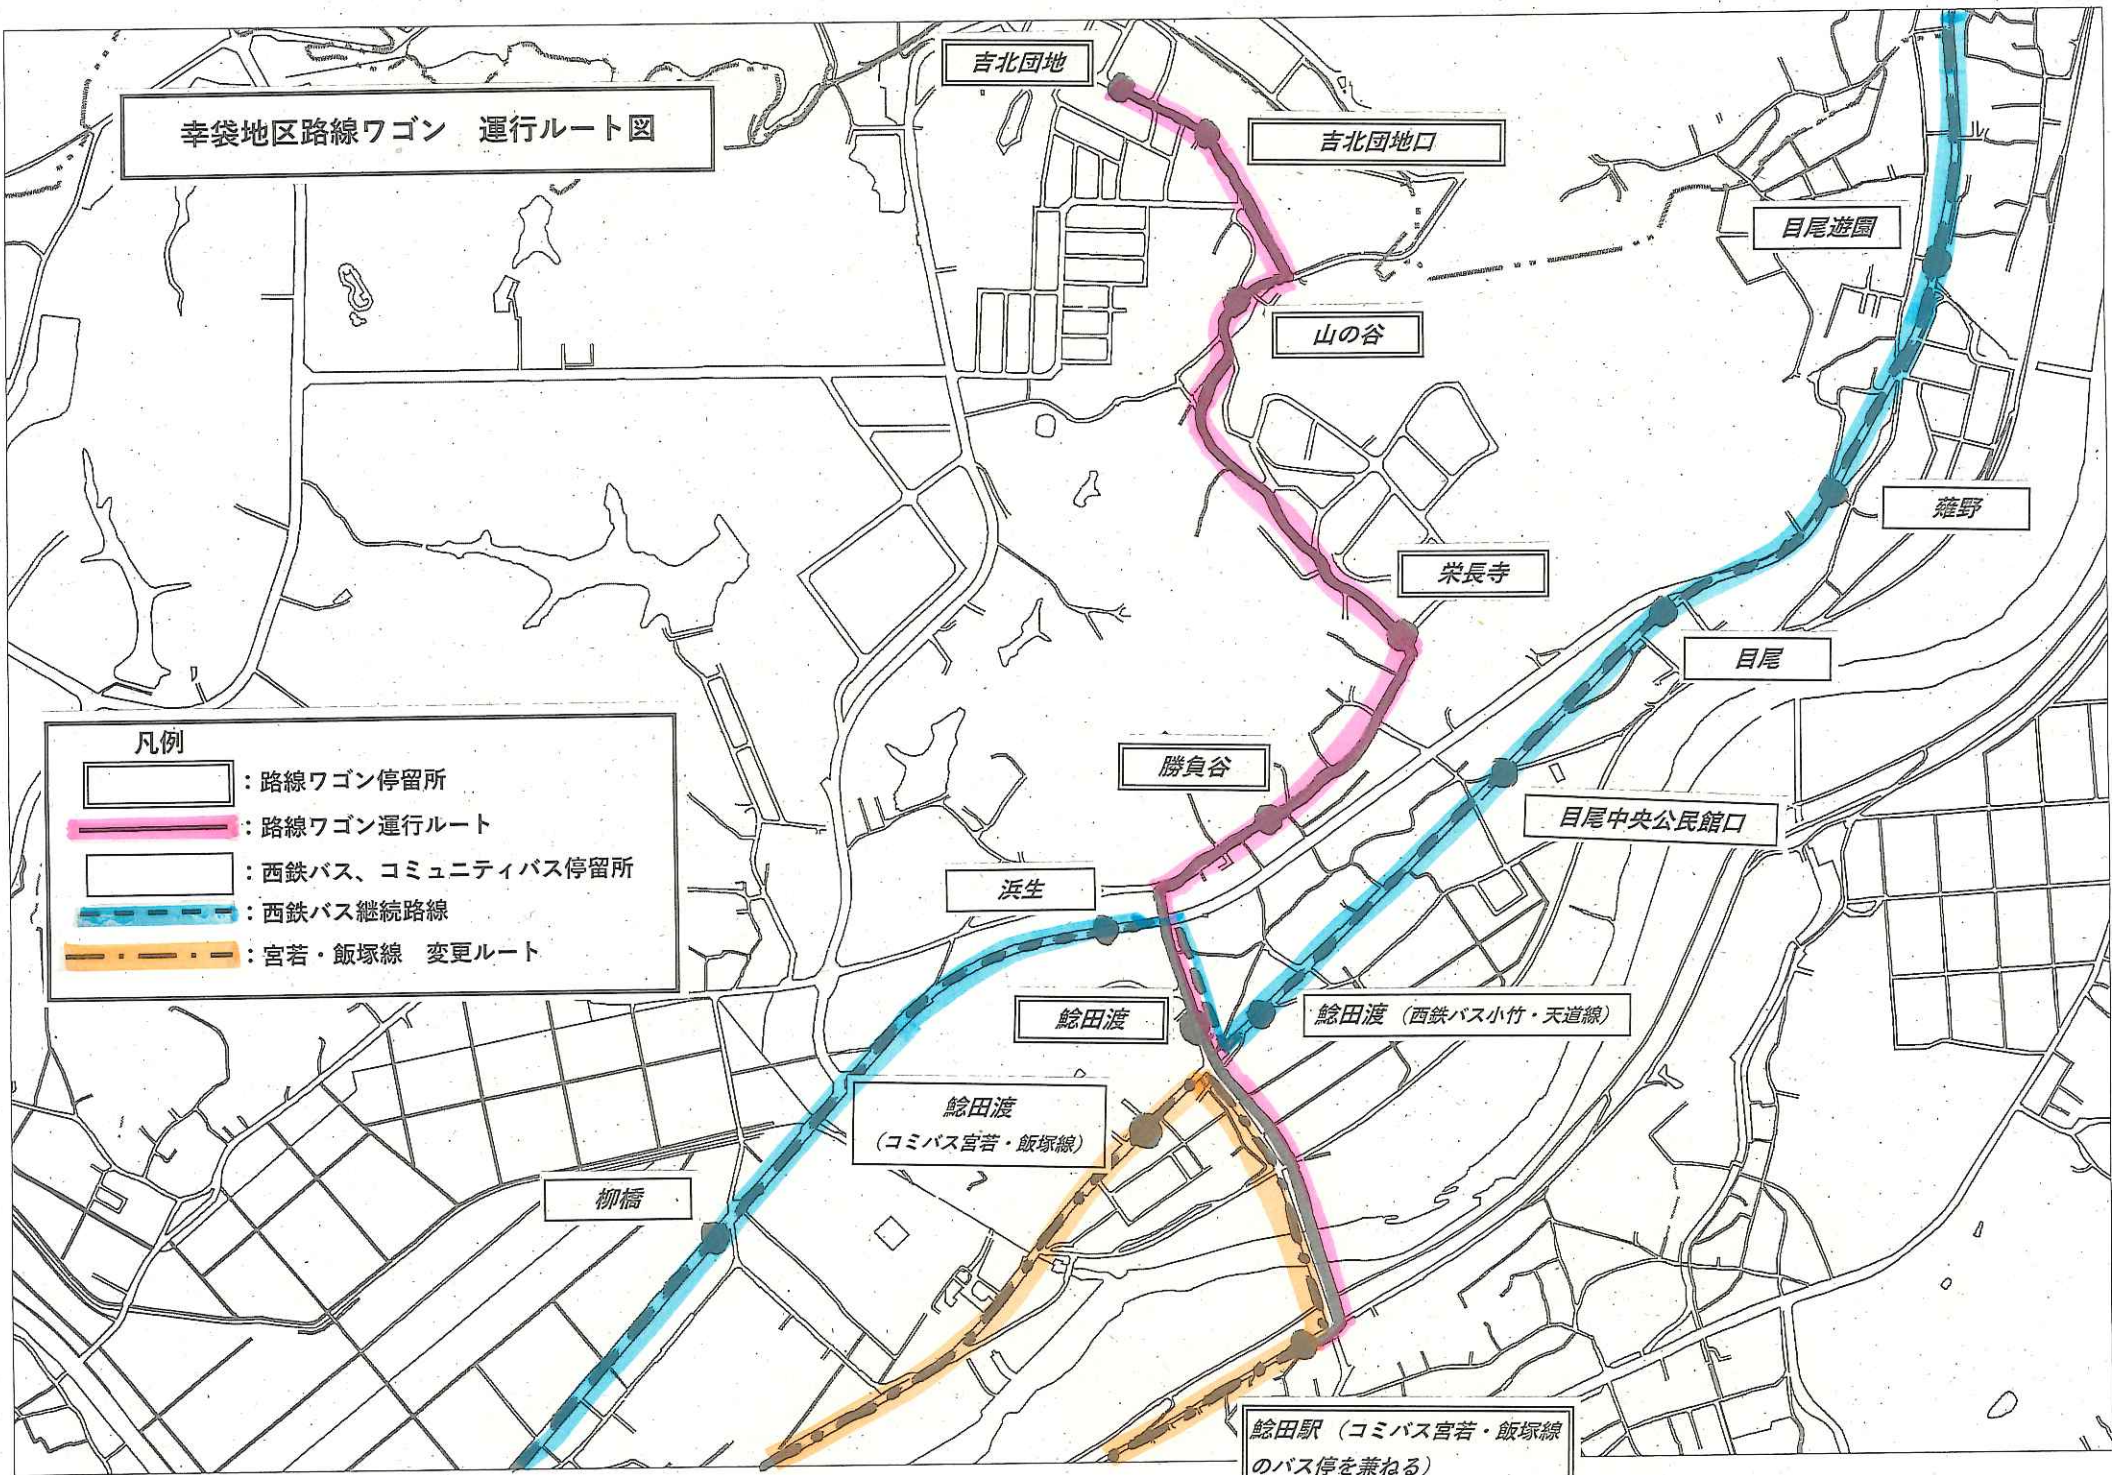 幸袋地区路線ワゴン　運行ルート図
吉北団地
吉北団地口
目尾遊園
山の谷
薙野
栄長寺
目尾
勝負谷
目尾中央公民館口
浜生
鯰田渡
鯰田渡（西鉄バス小竹・天道線）
鯰田渡
（コミバス宮若・飯塚線）
柳橋
鯰田駅（コミバス宮若・飯塚線
のバス停を兼ねる）
凡例
：路線ワゴン停留所
：路線ワゴン運行ルート
：西鉄バス、コミュニティバス停留所
：西鉄バス継続路線
：宮若・飯塚線　変更ルート